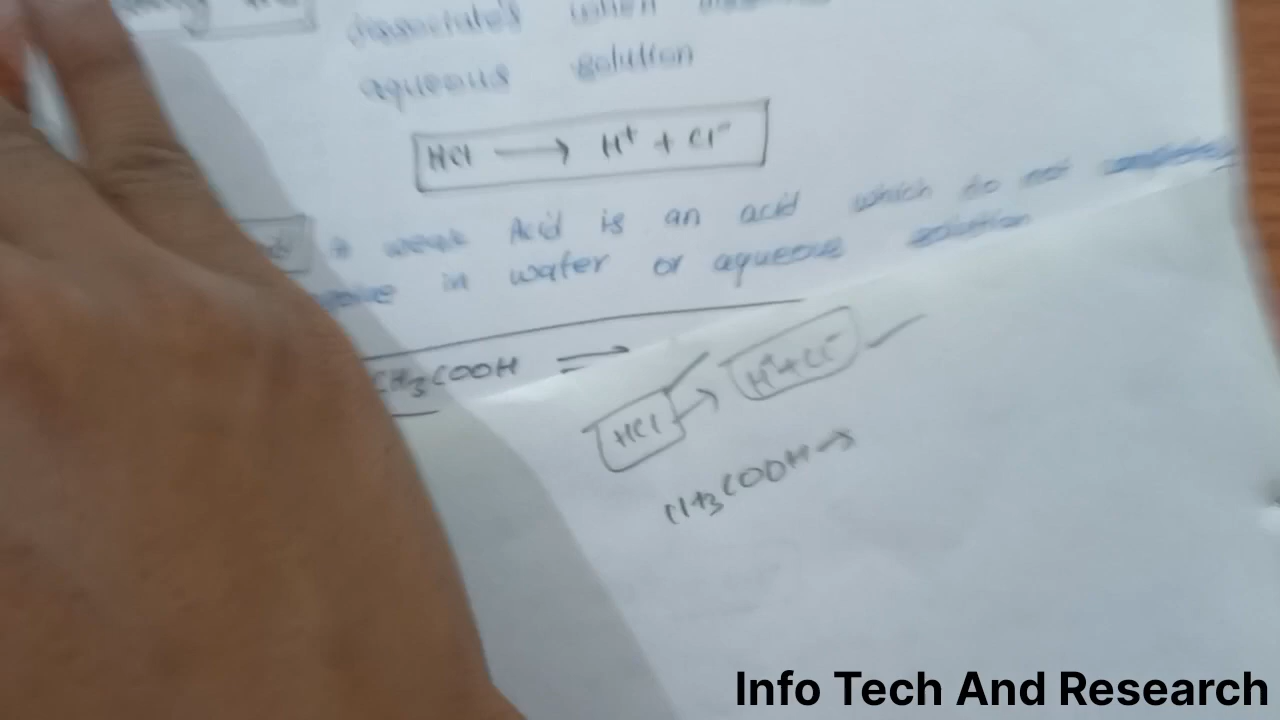 when
aqueous solution
HCl → H⁺ + Cl⁻
a weak Acid is an acid which do not
in water or aqueous solution
CH₃COOH ⇌
HCl → H⁺ + Cl⁻
CH₃COOH →
Info Tech And Research